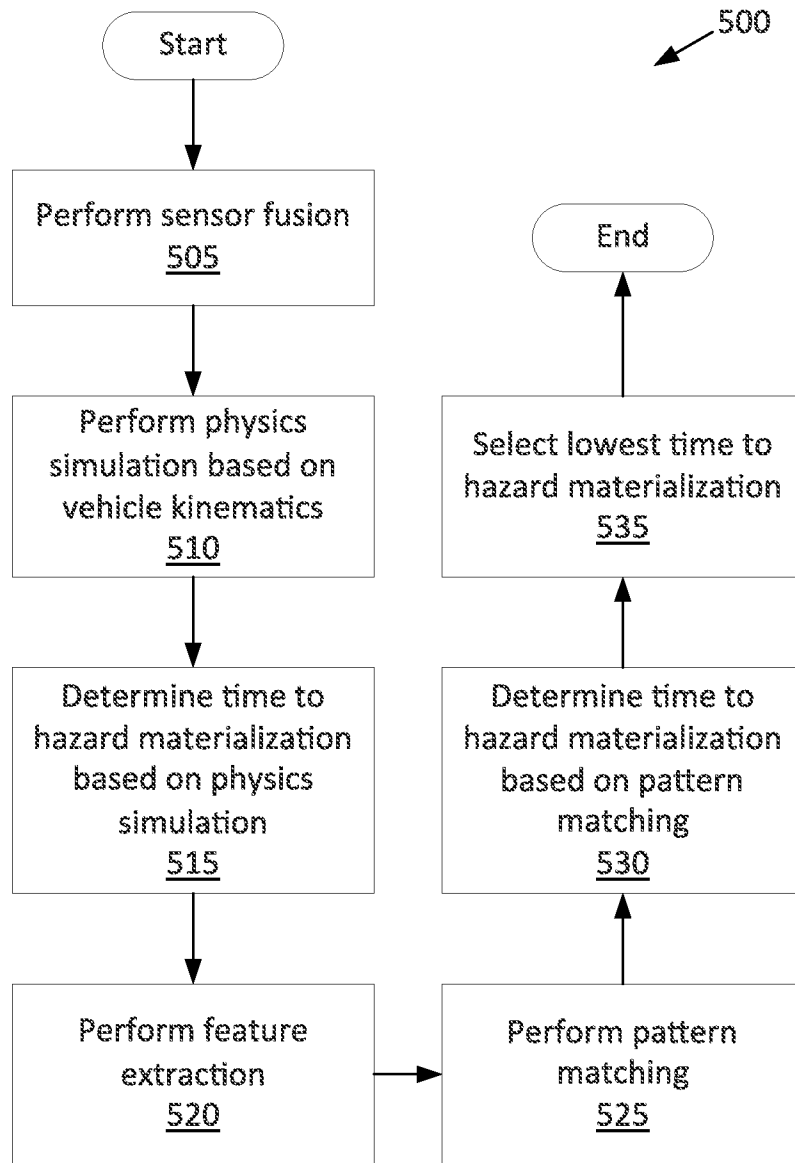 Start
500
Perform sensor fusion
505
Perform physics
simulation based on
vehicle kinematics
510
Determine time to
hazard materialization
based on physics
simulation
515
Perform feature
extraction
520
Perform pattern
matching
525
Determine time to
hazard materialization
based on pattern
matching
530
Select lowest time to
hazard materialization
535
End